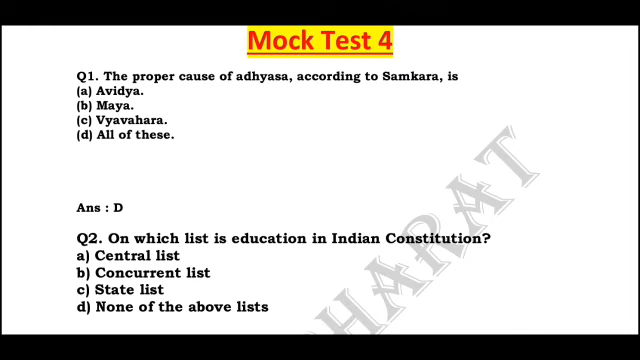 Mock Test 4
Q1. The proper cause of adhyasa, according to Samkara, is
(a) Avidya.
(b) Maya.
(c) Vyavahara.
(d) All of these.
Ans : D
Q2. On which list is education in Indian Constitution?
a) Central list
b) Concurrent list
c) State list
d) None of the above lists
HARAT